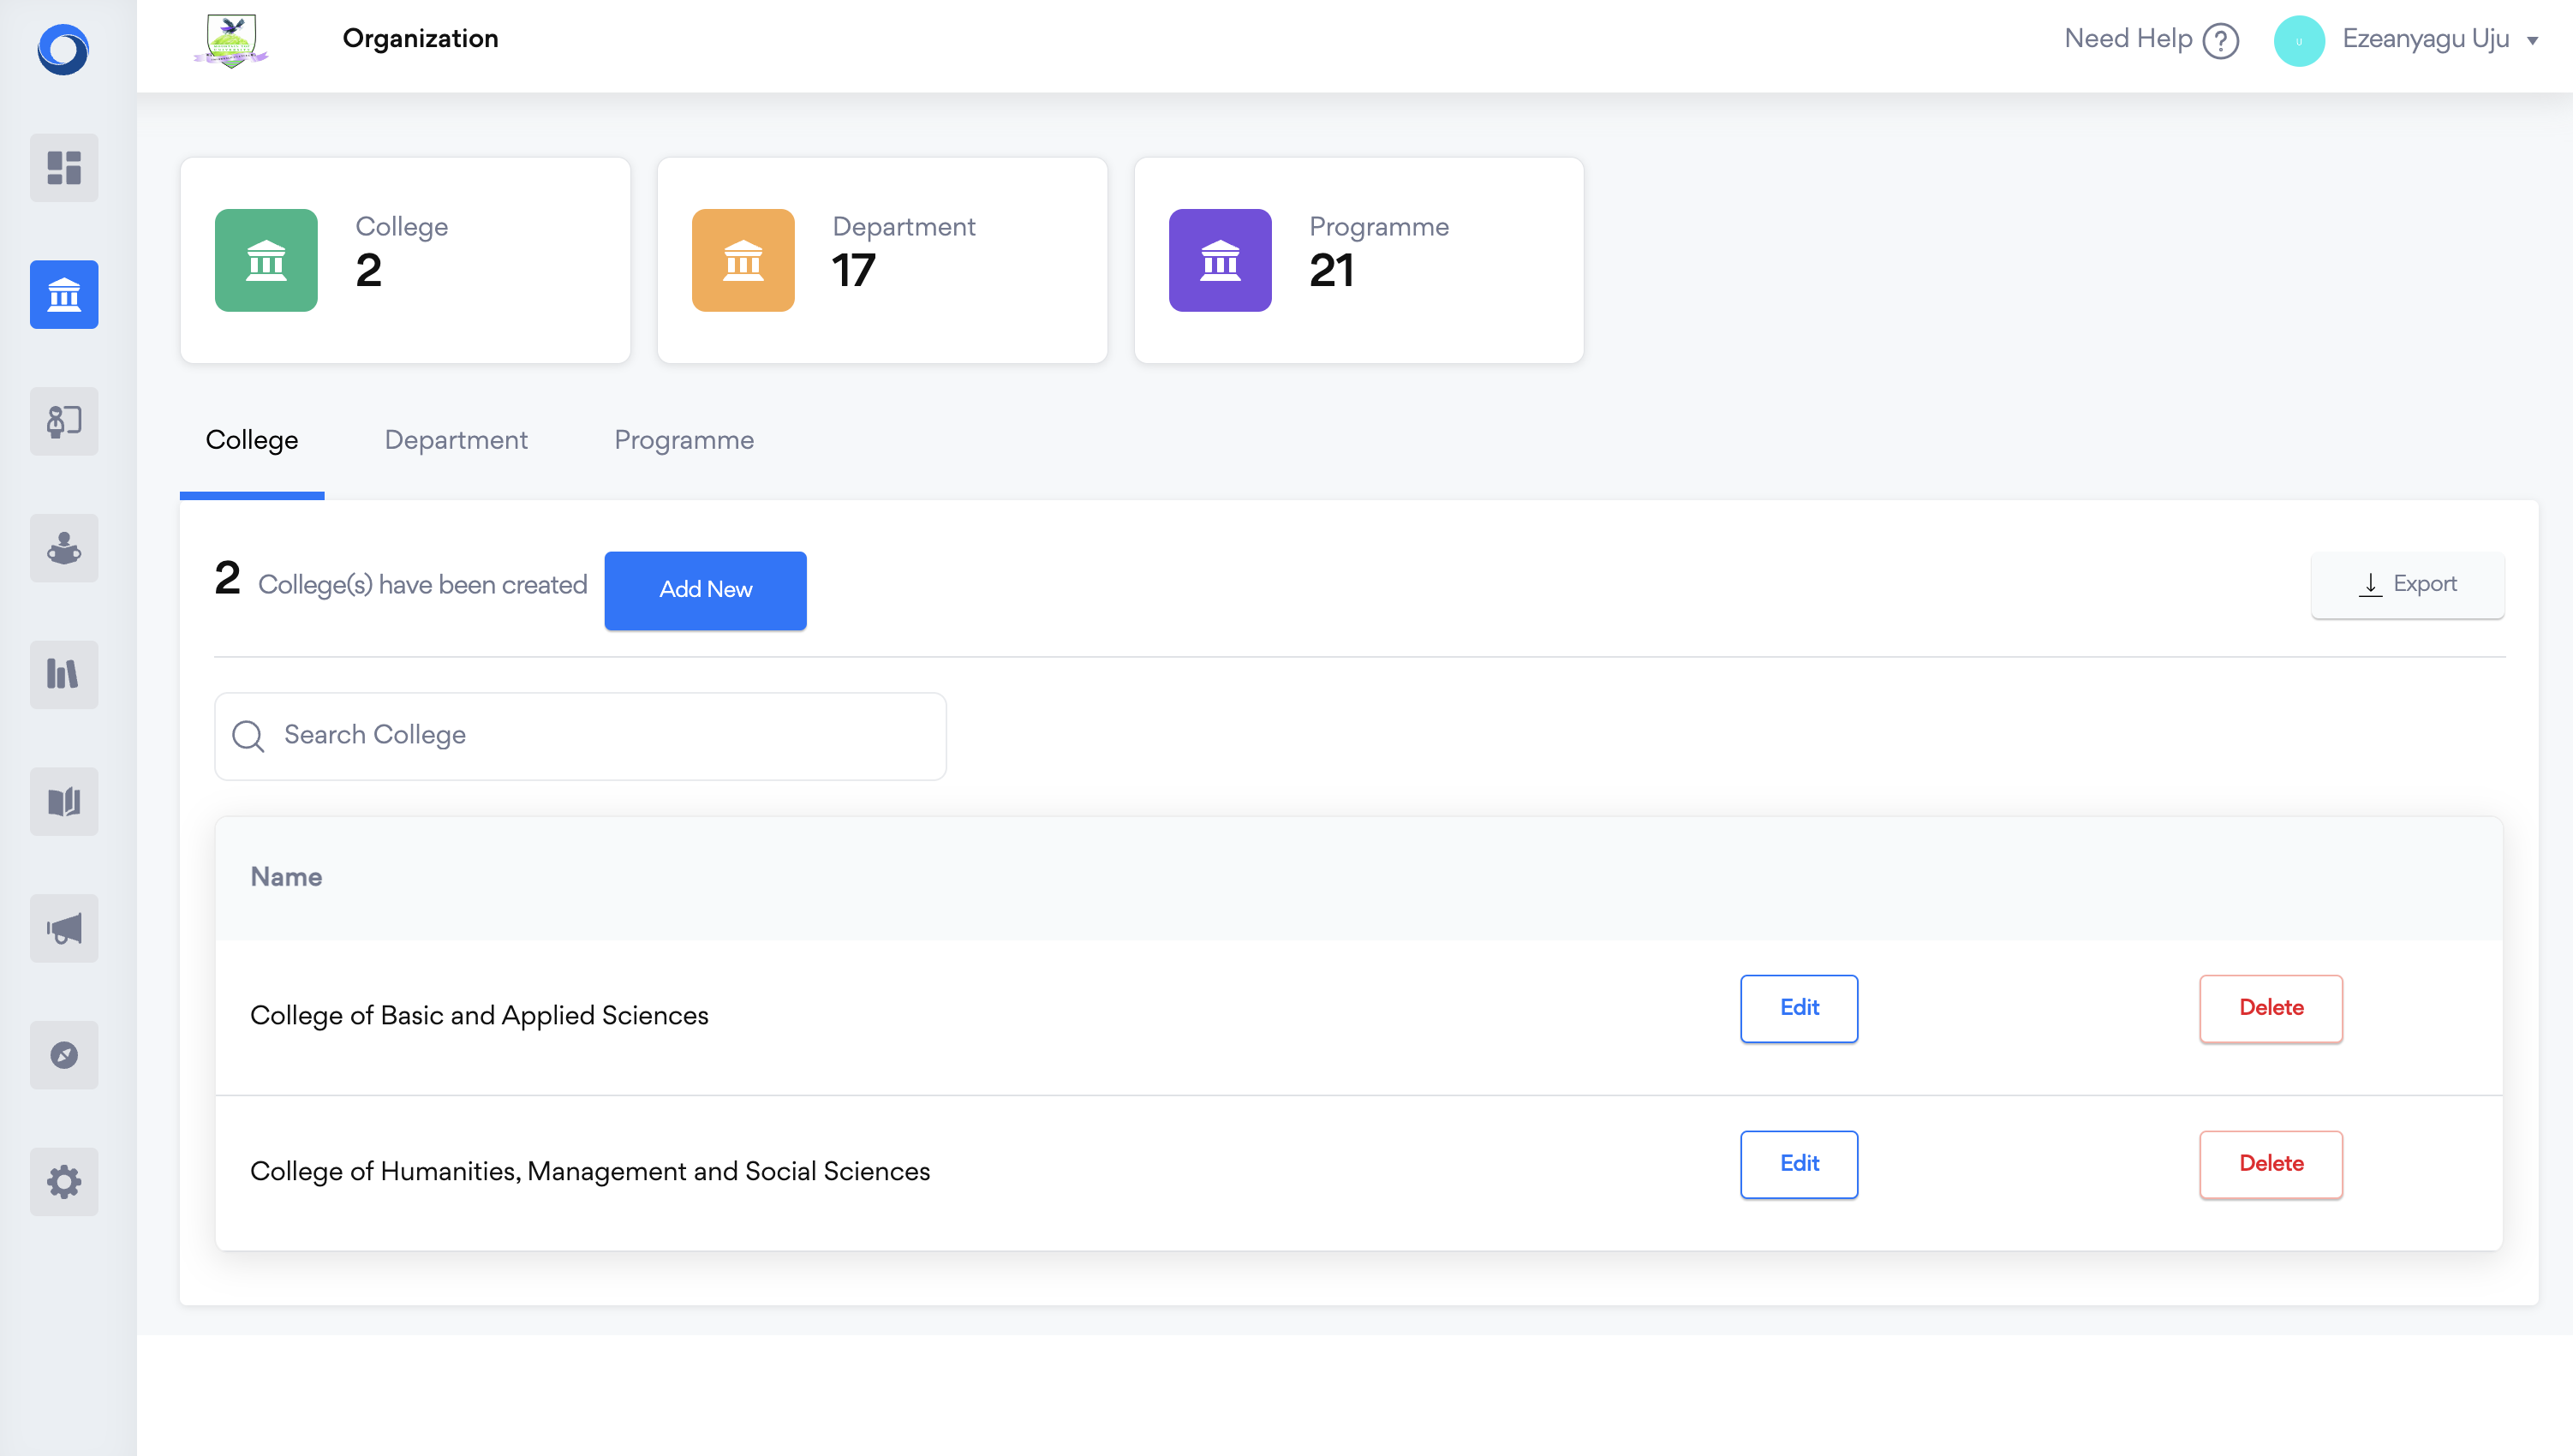 Organization
Need Help ?
U Ezeanyagu Uju
College
2
Department
17
Programme
21
College Department Programme
2 College(s) have been created Add New Export
Search College
Name
College of Basic and Applied Sciences Edit Delete
College of Humanities, Management and Social Sciences Edit Delete